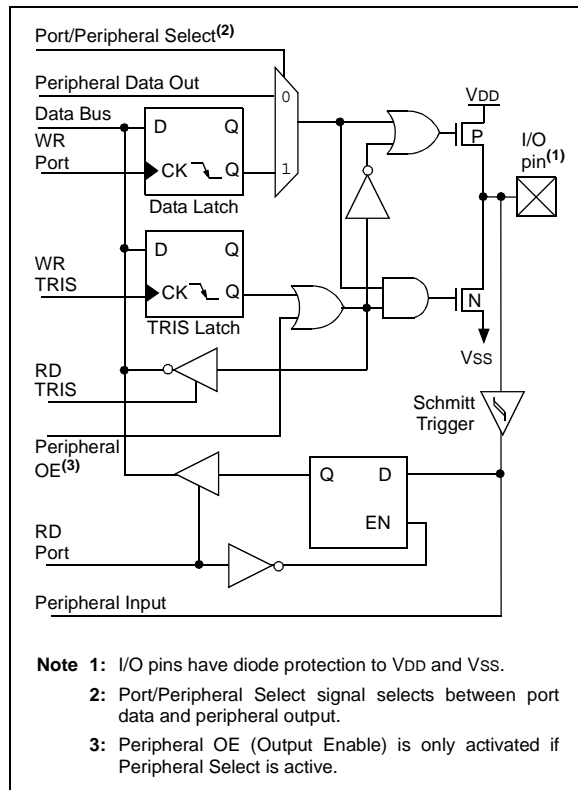 Port/Peripheral Select(2)
Peripheral Data Out
Data Bus
WR
Port
D Q
CK Q
Data Latch
0
1
VDD
P
I/O
pin(1)
WR
TRIS
D Q
CK Q
TRIS Latch
N
VSS
RD
TRIS
Schmitt
Trigger
Peripheral
OE(3)
Q D
EN
RD
Port
Peripheral Input
Note 1: I/O pins have diode protection to VDD and VSS.
2: Port/Peripheral Select signal selects between port
data and peripheral output.
3: Peripheral OE (Output Enable) is only activated if
Peripheral Select is active.